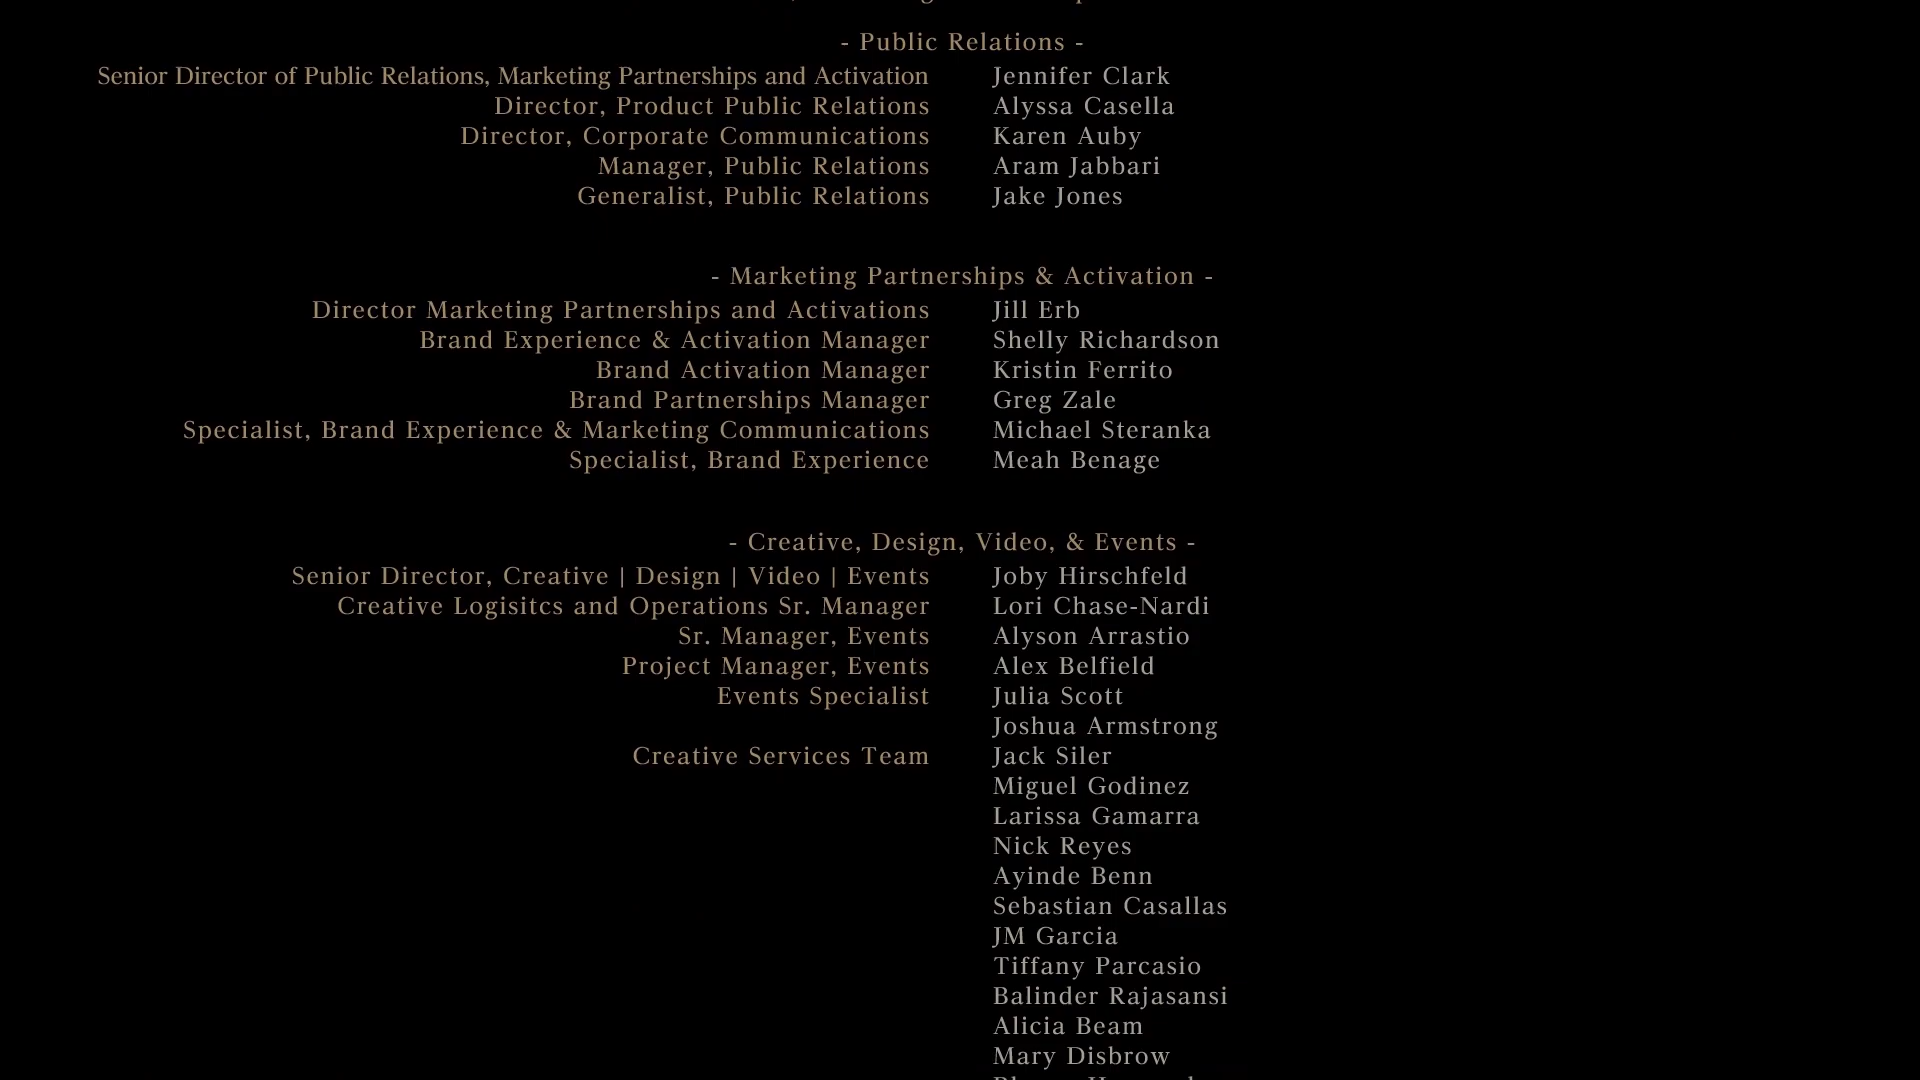 - Public Relations -
Senior Director of Public Relations, Marketing Partnerships and Activation Jennifer Clark
Director, Product Public Relations Alyssa Casella
Director, Corporate Communications Karen Auby
Manager, Public Relations Aram Jabbari
Generalist, Public Relations Jake Jones
- Marketing Partnerships & Activation -
Director Marketing Partnerships and Activations Jill Erb
Brand Experience & Activation Manager Shelly Richardson
Brand Activation Manager Kristin Ferrito
Brand Partnerships Manager Greg Zale
Specialist, Brand Experience & Marketing Communications Michael Steranka
Specialist, Brand Experience Meah Benage
- Creative, Design, Video, & Events -
Senior Director, Creative | Design | Video | Events Joby Hirschfeld
Creative Logisitcs and Operations Sr. Manager Lori Chase-Nardi
Sr. Manager, Events Alyson Arrastio
Project Manager, Events Alex Belfield
Events Specialist Julia Scott
Joshua Armstrong
Creative Services Team Jack Siler
Miguel Godinez
Larissa Gamarra
Nick Reyes
Ayinde Benn
Sebastian Casallas
JM Garcia
Tiffany Parcasio
Balinder Rajasansi
Alicia Beam
Mary Disbrow